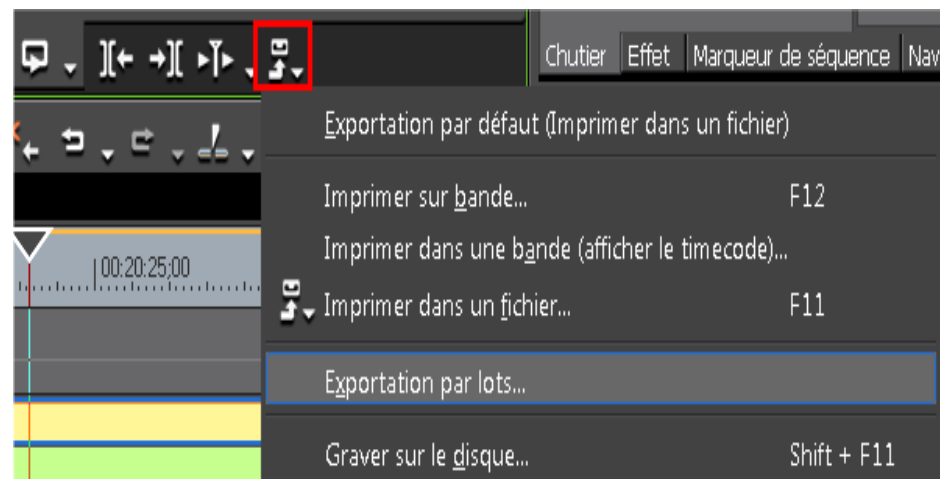 Chutier Effet Marqueur de séquence Nav
Exportation par défaut (Imprimer dans un fichier)
Imprimer sur bande... F12
Imprimer dans une bande (afficher le timecode)...
00:20:25;00
Imprimer dans un fichier... F11
Exportation par lots...
Graver sur le disque... Shift + F11